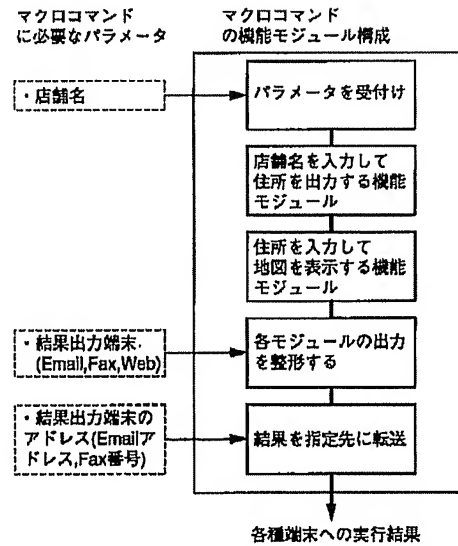 マクロコマンド
に必要なパラメータ
マクロコマンド
の機能モジュール構成
・店舗名
パラメータを受付け
店舗名を入力して
住所を出力する機能
モジュール
住所を入力して
地図を表示する機能
モジュール
・結果出力端末.
(Email,Fax,Web)
各モジュールの出力
を整形する
・結果出力端末の
アドレス(Emailア
ドレス,Fax番号)
結果を指定先に転送
各種端末への実行結果